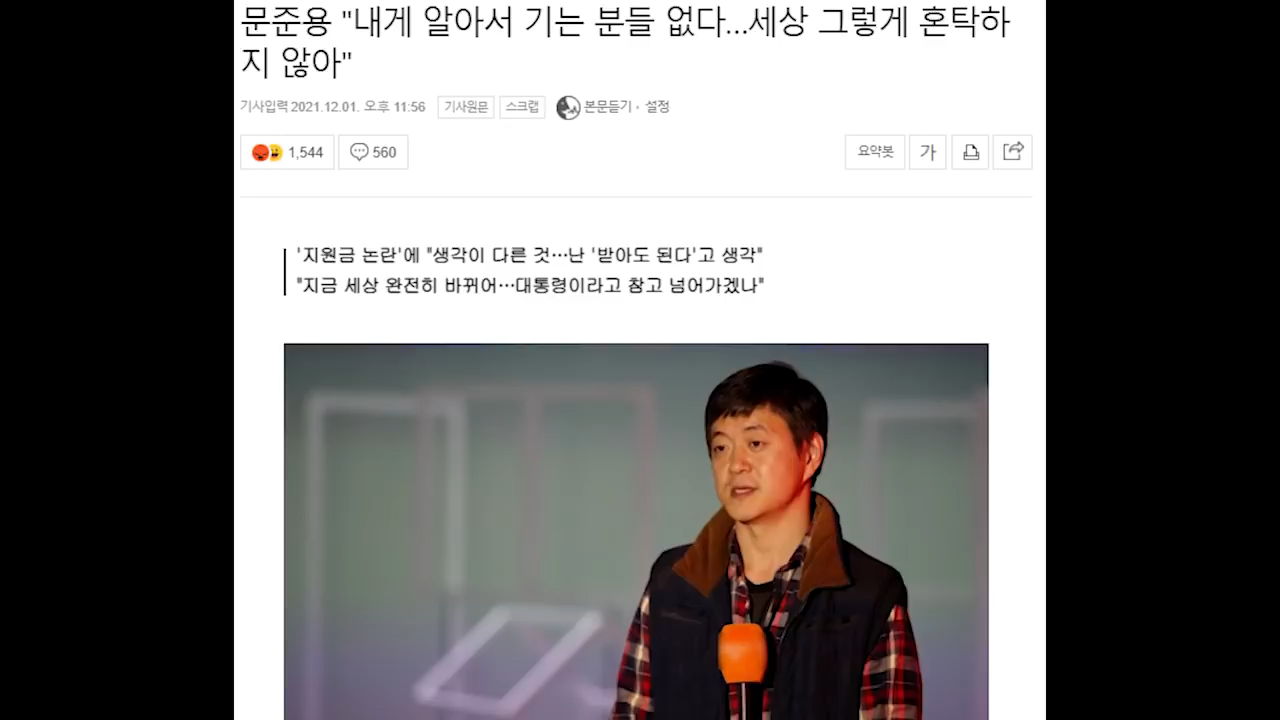 문준용 "내게 알아서 기는 분들 없다...세상 그렇게 혼탁하
지 않아"
기사입력 2021.12.01. 오후 11:56 기사원문 스크랩 본문듣기 · 설정
1,544 560 요약봇 가
'지원금 논란'에 "생각이 다른 것…난 '받아도 된다'고 생각"
"지금 세상 완전히 바뀌어…대통령이라고 참고 넘어가겠나"